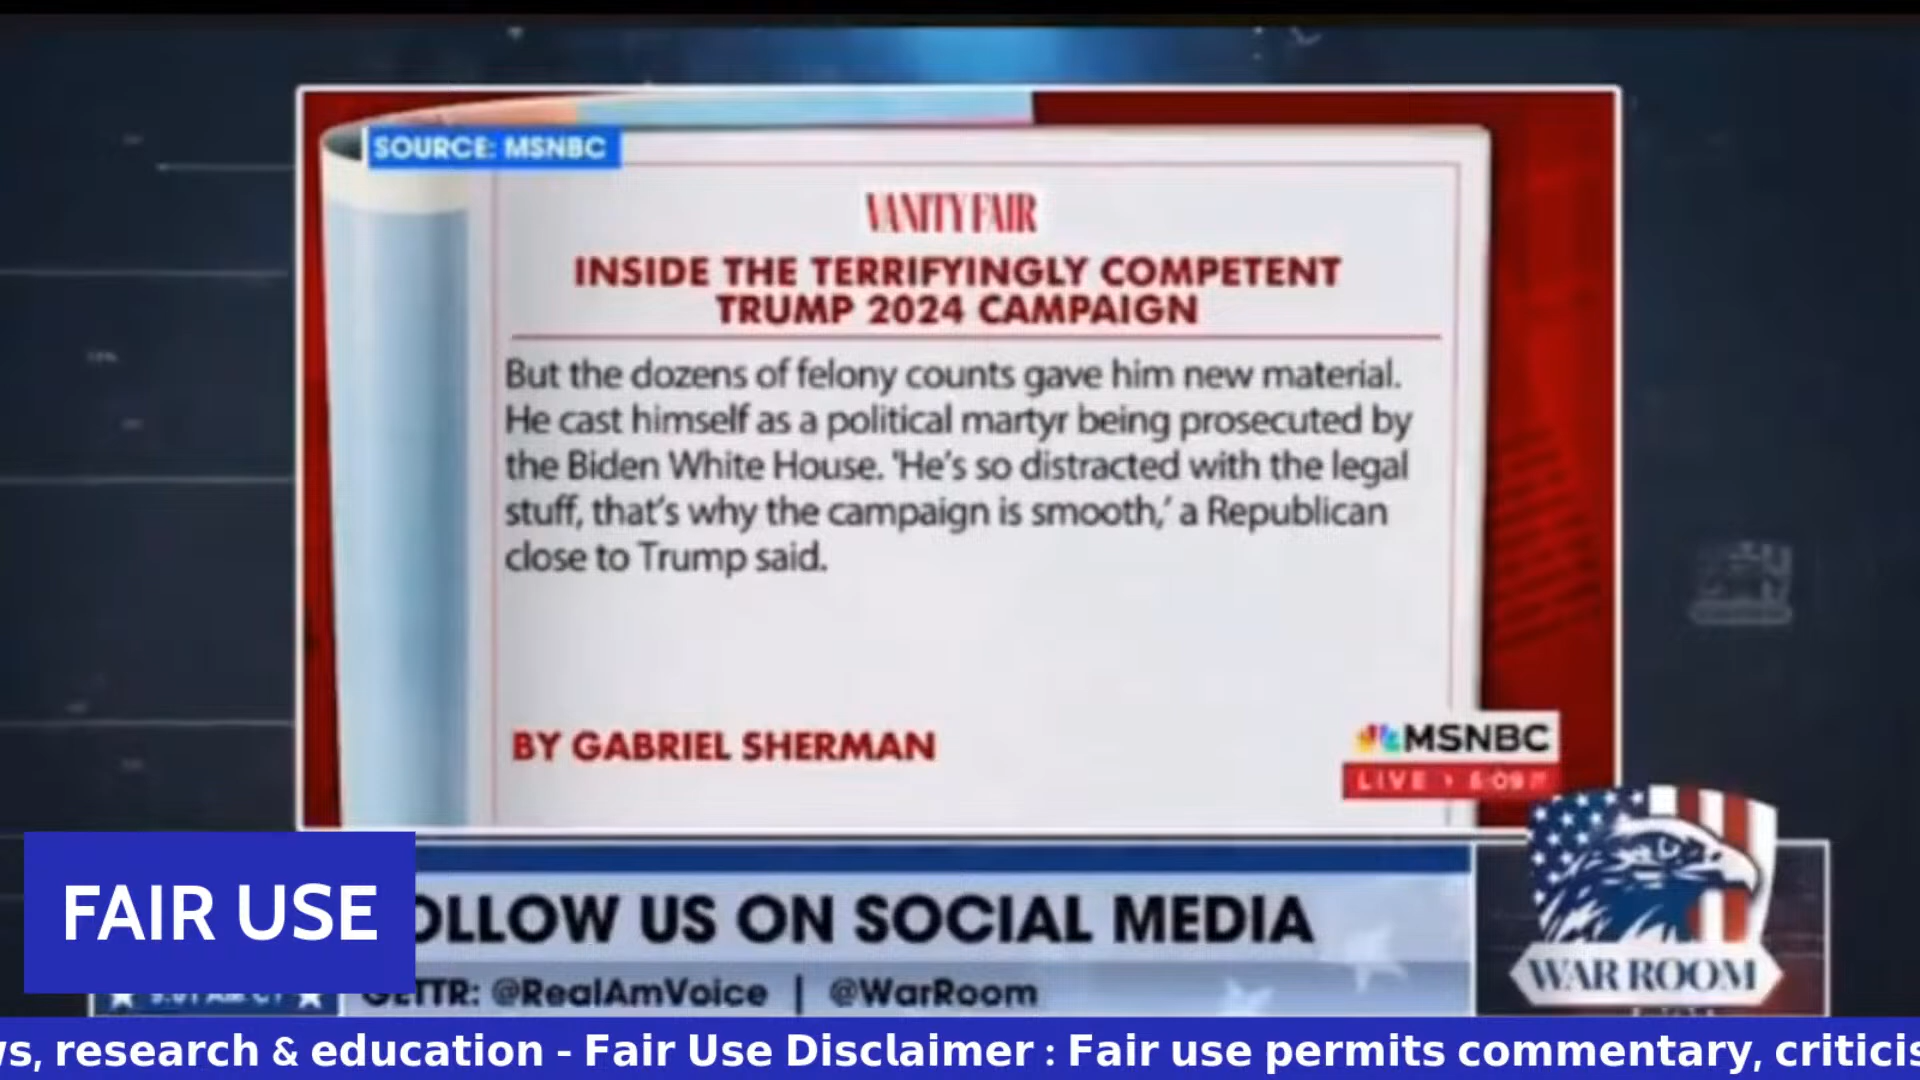 SOURCE: MSNBC
VANITY FAIR
INSIDE THE TERRIFYINGLY COMPETENT
TRUMP 2024 CAMPAIGN
But the dozens of felony counts gave him new material.
He cast himself as a political martyr being prosecuted by
the Biden White House. 'He's so distracted with the legal
stuff, that's why the campaign is smooth,' a Republican
close to Trump said.
BY GABRIEL SHERMAN
MSNBC
LIVE
FAIR USE
OLLOW US ON SOCIAL MEDIA
GETTR: @RealAmVoice | @WarRoom
WAR ROOM
vs, research & education - Fair Use Disclaimer : Fair use permits commentary, criticis